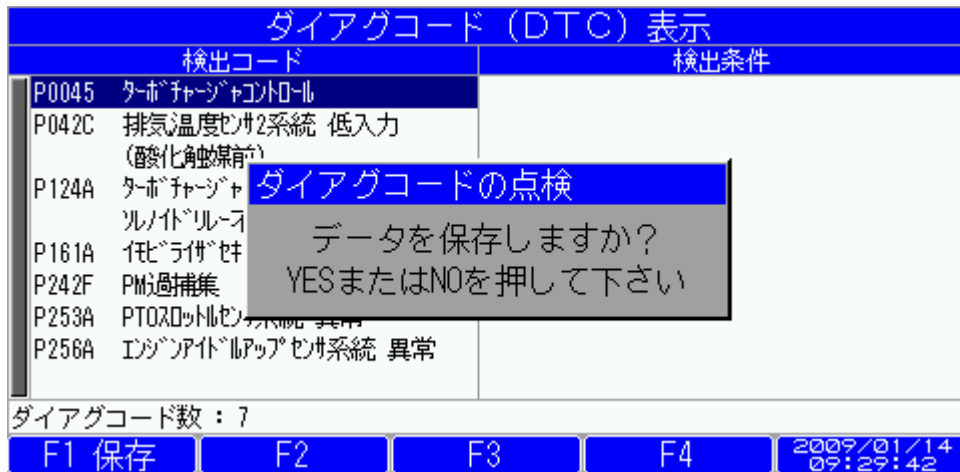 ダイアグコード（DTC）表示
検出コード
検出条件
P0045 ﾀｰﾎﾞﾁｬｰｼﾞｬｺﾝﾄﾛｰﾙ
P042C 排気温度ｾﾝｻ2系統 低入力
(酸化触媒前)
P124A ﾀｰﾎﾞﾁｬｰｼﾞｬ
ｿﾚﾉｲﾄﾞﾘﾚｰ
P161A ｲﾓﾋﾞﾗｲｻﾞｾｷ
P242F PM過捕集
P253A PTOｽﾛｯﾄﾙｾﾝｻ系統 異常
P256A ｴﾝｼﾞﾝｱｲﾄﾞﾙｱｯﾌﾟｾﾝｻ系統 異常
ダイアグコードの点検
データを保存しますか？
YESまたはNOを押して下さい
ダイアグコード数：7
F1 保存
F2
F3
F4
2009/01/14
09:29:42